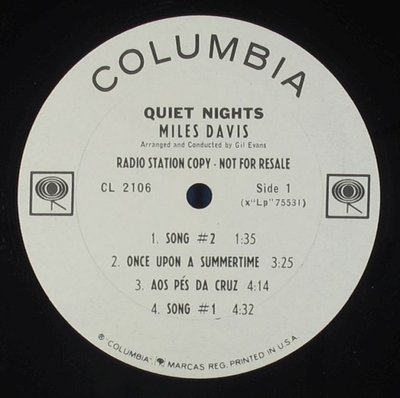 COLUMBIA
QUIET NIGHTS
MILES DAVIS
Arranged and Conducted by Gil Evans
RADIO STATION COPY - NOT FOR RESALE
CL 2106
Side 1
(x"Lp"75531)
1. SONG #2 1:35
2. ONCE UPON A SUMMERTIME 3:25
3. AOS PÉS DA CRUZ 4:14
4. SONG #1 4:32
® "COLUMBIA" MARCAS REG. PRINTED IN U.S.A.